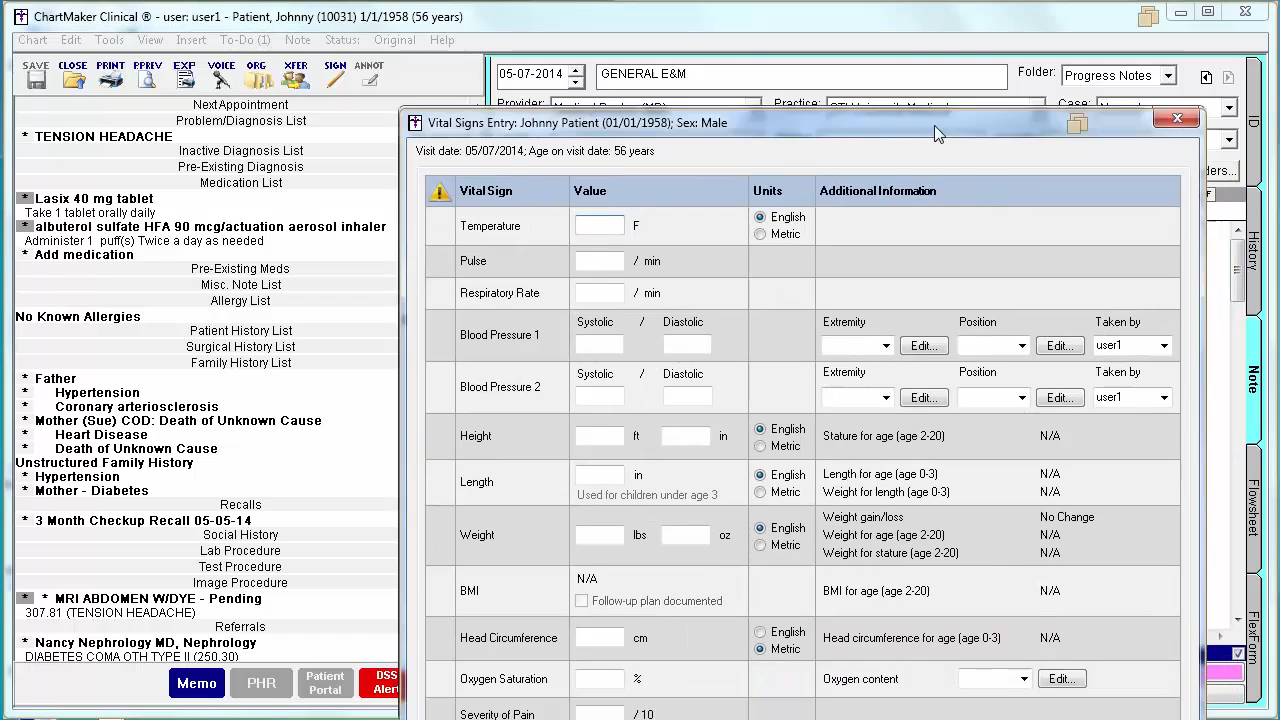 ChartMaker Clinical ® - user: user1 - Patient, Johnny (10031) 1/1/1958 (56 years)
Chart Edit Tools View Insert To-Do (1) Note Status: Original Help
SAVE CLOSE PRINT PPREV EXP VOICE ORG XFER SIGN ANNOT
05-07-2014 GENERAL E&M Folder: Progress Notes
NextAppointment
Problem/Diagnosis List
* TENSION HEADACHE
Inactive Diagnosis List
Pre-Existing Diagnosis
Medication List
* Lasix 40 mg tablet
Take 1 tablet orally daily
* albuterol sulfate HFA 90 mcg/actuation aerosol inhaler
Administer 1 puff(s) Twice a day as needed
* Add medication
Pre-Existing Meds
Misc. Note List
Allergy List
No Known Allergies
Patient History List
Surgical History List
Family History List
* Father
* Hypertension
* Coronary arteriosclerosis
* Mother (Sue) COD: Death of Unknown Cause
* Heart Disease
* Death of Unknown Cause
Unstructured Family History
* Hypertension
* Mother - Diabetes
Recalls
* 3 Month Checkup Recall 05-05-14
Social History
Lab Procedure
Test Procedure
Image Procedure
* * MRI ABDOMEN W/DYE - Pending
307.81 (TENSION HEADACHE)
Referrals
* Nancy Nephrology MD, Nephrology
DIABETES COMA OTH TYPE II (250.30)
Memo PHR Patient Portal DSS Alert
Vital Signs Entry: Johnny Patient (01/01/1958); Sex: Male
Visit date: 05/07/2014 Age on visit date: 56 years
Vital Sign Value Units Additional Information
Temperature F English
Metric
Pulse / min
Respiratory Rate / min
Systolic / Diastolic Extremity Position Taken by
Blood Pressure 1 Edit... Edit... user1
Systolic / Diastolic Extremity Position Taken by
Blood Pressure 2 Edit... Edit... user1
Height ft in English Metric Stature for age (age 2-20) N/A
Length in English Length for age (age 0-3) N/A
Used for children under age 3 Metric Weight for length (age 0-3) N/A
Weight gain/loss No Change
Weight lbs oz English Metric Weight for age (age 2-20) N/A
Weight for stature (age 2-20) N/A
N/A
BMI BMI for age (age 2-20) N/A
Follow-up plan documented
Head Circumference cm English Metric Head circumference for age (age 0-3) N/A
Oxygen Saturation % Oxygen content Edit...
Severity of Pain / 10
ID
History
Note
Flowsheet
FlexForm